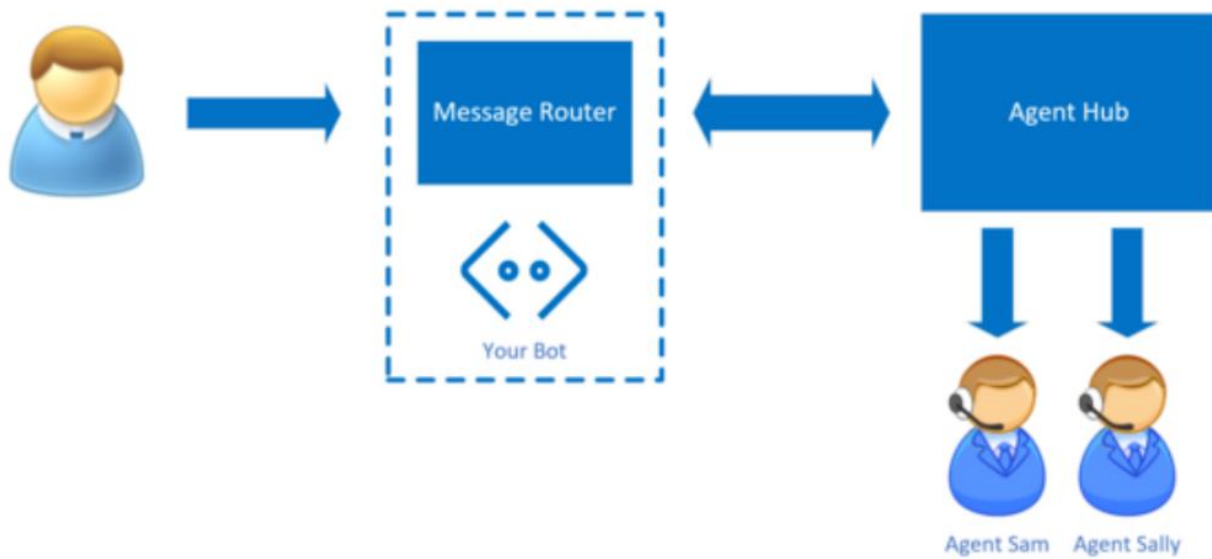 Message Router
Agent Hub
Your Bot
Agent Sam
Agent Sally